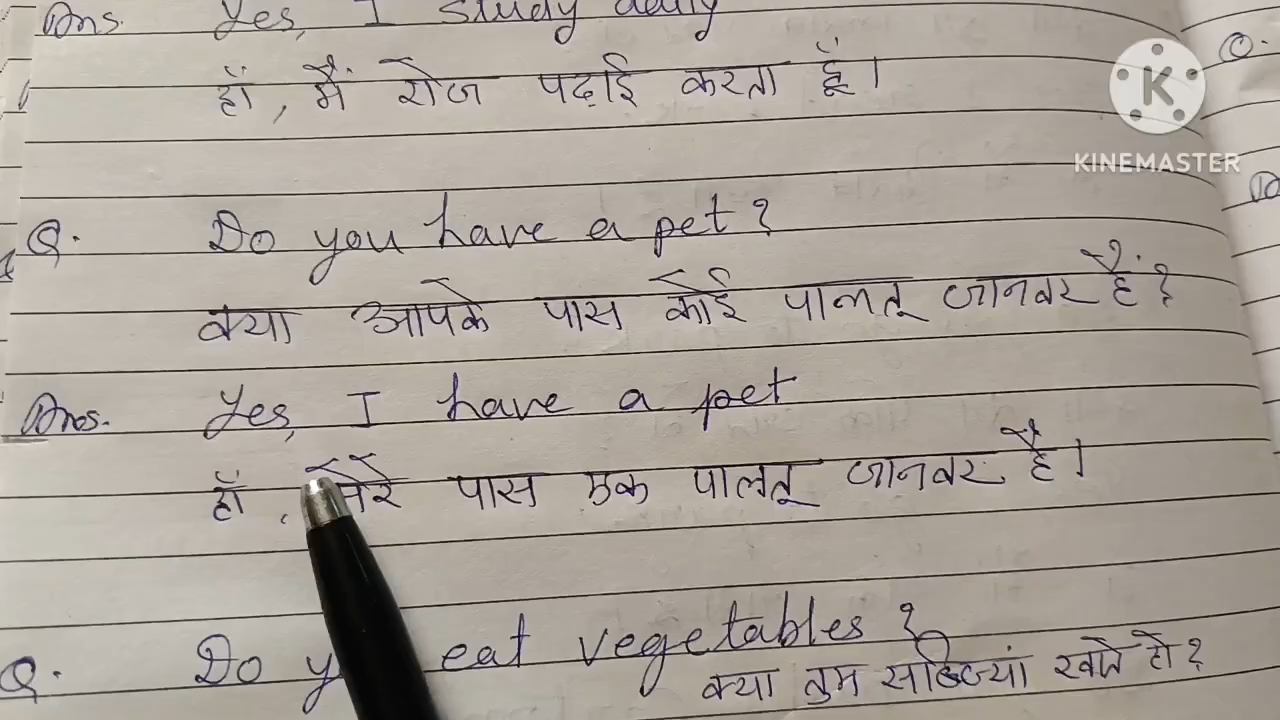 Ans. Yes, I study daily
हाँ, मैं रोज पढ़ाई करता हूँ।
Q. Do you have a pet?
क्या आपके पास कोई पालतू जानवर है?
Ans. Yes, I have a pet
हाँ, मेरे पास एक पालतू जानवर है।
Q. Do you eat vegetables?
क्या तुम सब्जियां खाते हो?
Q.
KINEMASTER